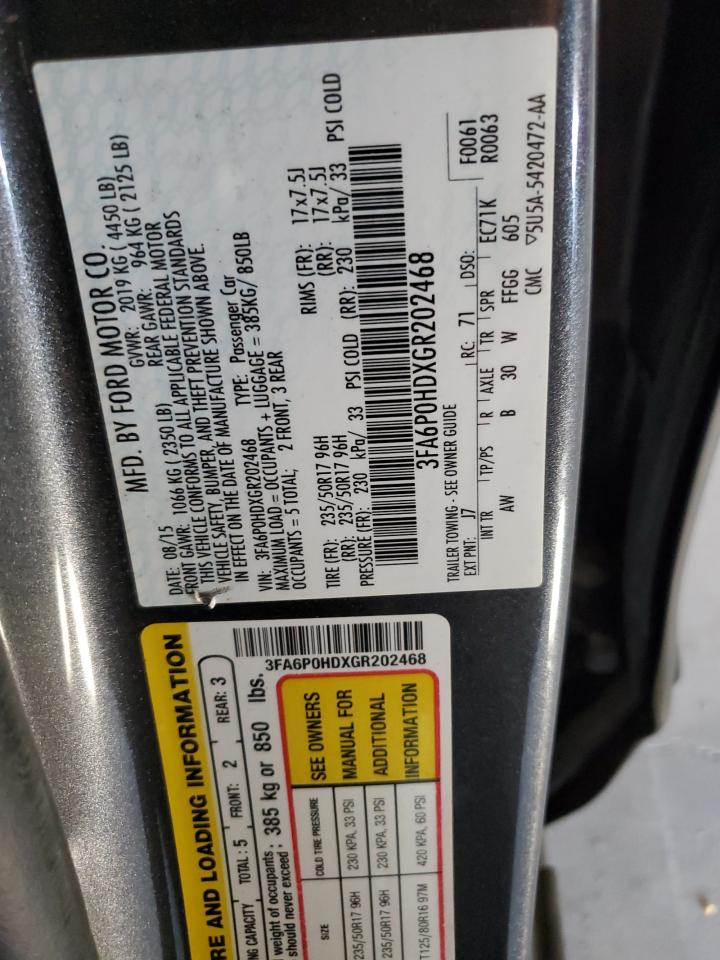 MFD. BY FORD MOTOR CO.
DATE: 08/15 GVWR: 2019 KG ( 4450 LB)
FRONT GAWR: 1066 KG ( 2350 LB) REAR GAWR: 964 KG ( 2125 LB)
THIS VEHICLE CONFORMS TO ALL APPLICABLE FEDERAL MOTOR
VEHICLE SAFETY, BUMPER, AND THEFT PREVENTION STANDARDS
IN EFFECT ON THE DATE OF MANUFACTURE SHOWN ABOVE.
VIN: 3FA6P0HDXGR202468 TYPE: Passenger Car
MAXIMUM LOAD = OCCUPANTS + LUGGAGE = 385KG/ 850LB
OCCUPANTS = 5 TOTAL; 2 FRONT, 3 REAR
TIRE (FR): 235/50R17 96H RIMS (FR): 17x7.5J
(RR): 235/50R17 96H (RR): 17x7.5J
PRESSURE (FR): 230 kPa/ 33 PSI COLD (RR): 230 kPa/ 33 PSI COLD
3FA6P0HDXGR202468
TRAILER TOWING - SEE OWNER GUIDE
EXT PNT: J7 RC: 71 DSO: F0061
R0063
INT TR TP/PS R AXLE TR SPR EC71K
AW B 30 W FFGG 605
CMC ▽5U5A-5420472-AA
RE AND LOADING INFORMATION
NG CAPACITY TOTAL: 5 FRONT: 2 REAR: 3
3FA6P0HDXGR202468
weight of occupants
should never exceed : 385 kg or 850 lbs.
SIZE COLD TIRE PRESSURE SEE OWNERS
235/50R17 96H 230 KPA, 33 PSI MANUAL FOR
235/50R17 96H 230 KPA, 33 PSI ADDITIONAL
T125/80R16 97M 420 KPA, 60 PSI INFORMATION